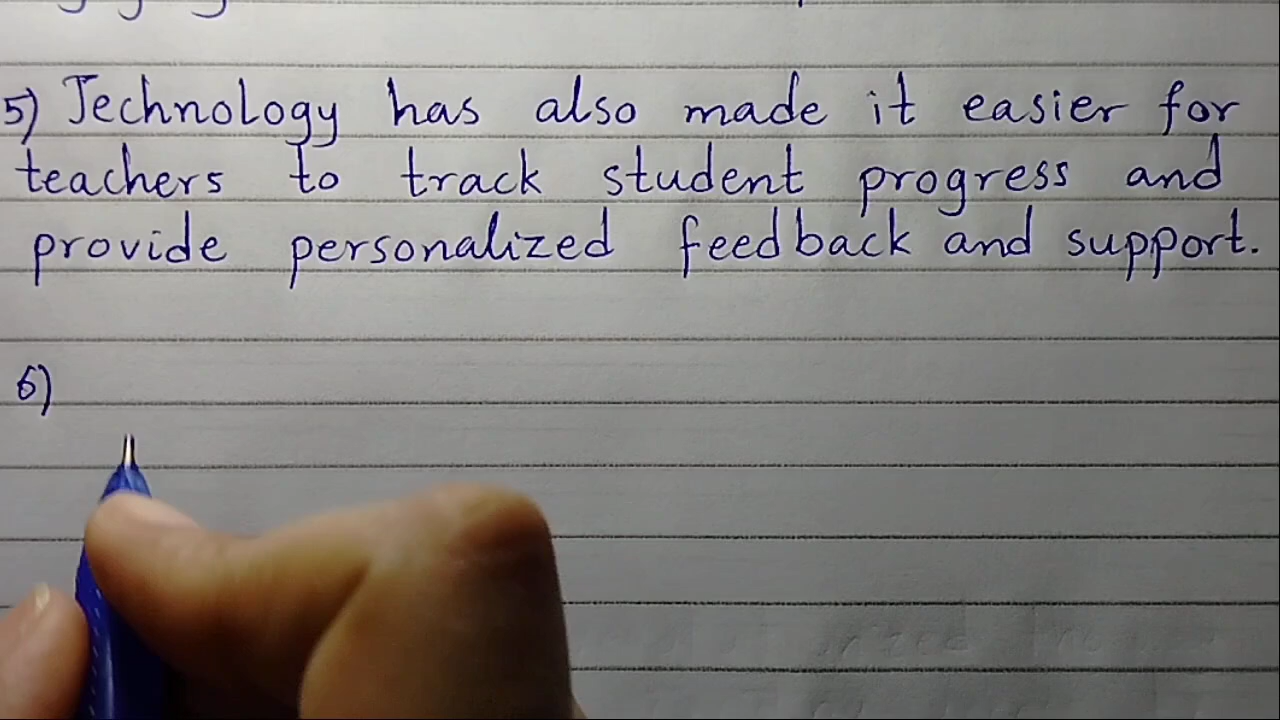 5) Technology has also made it easier for
teachers to track student progress and
provide personalized feedback and support.
6)